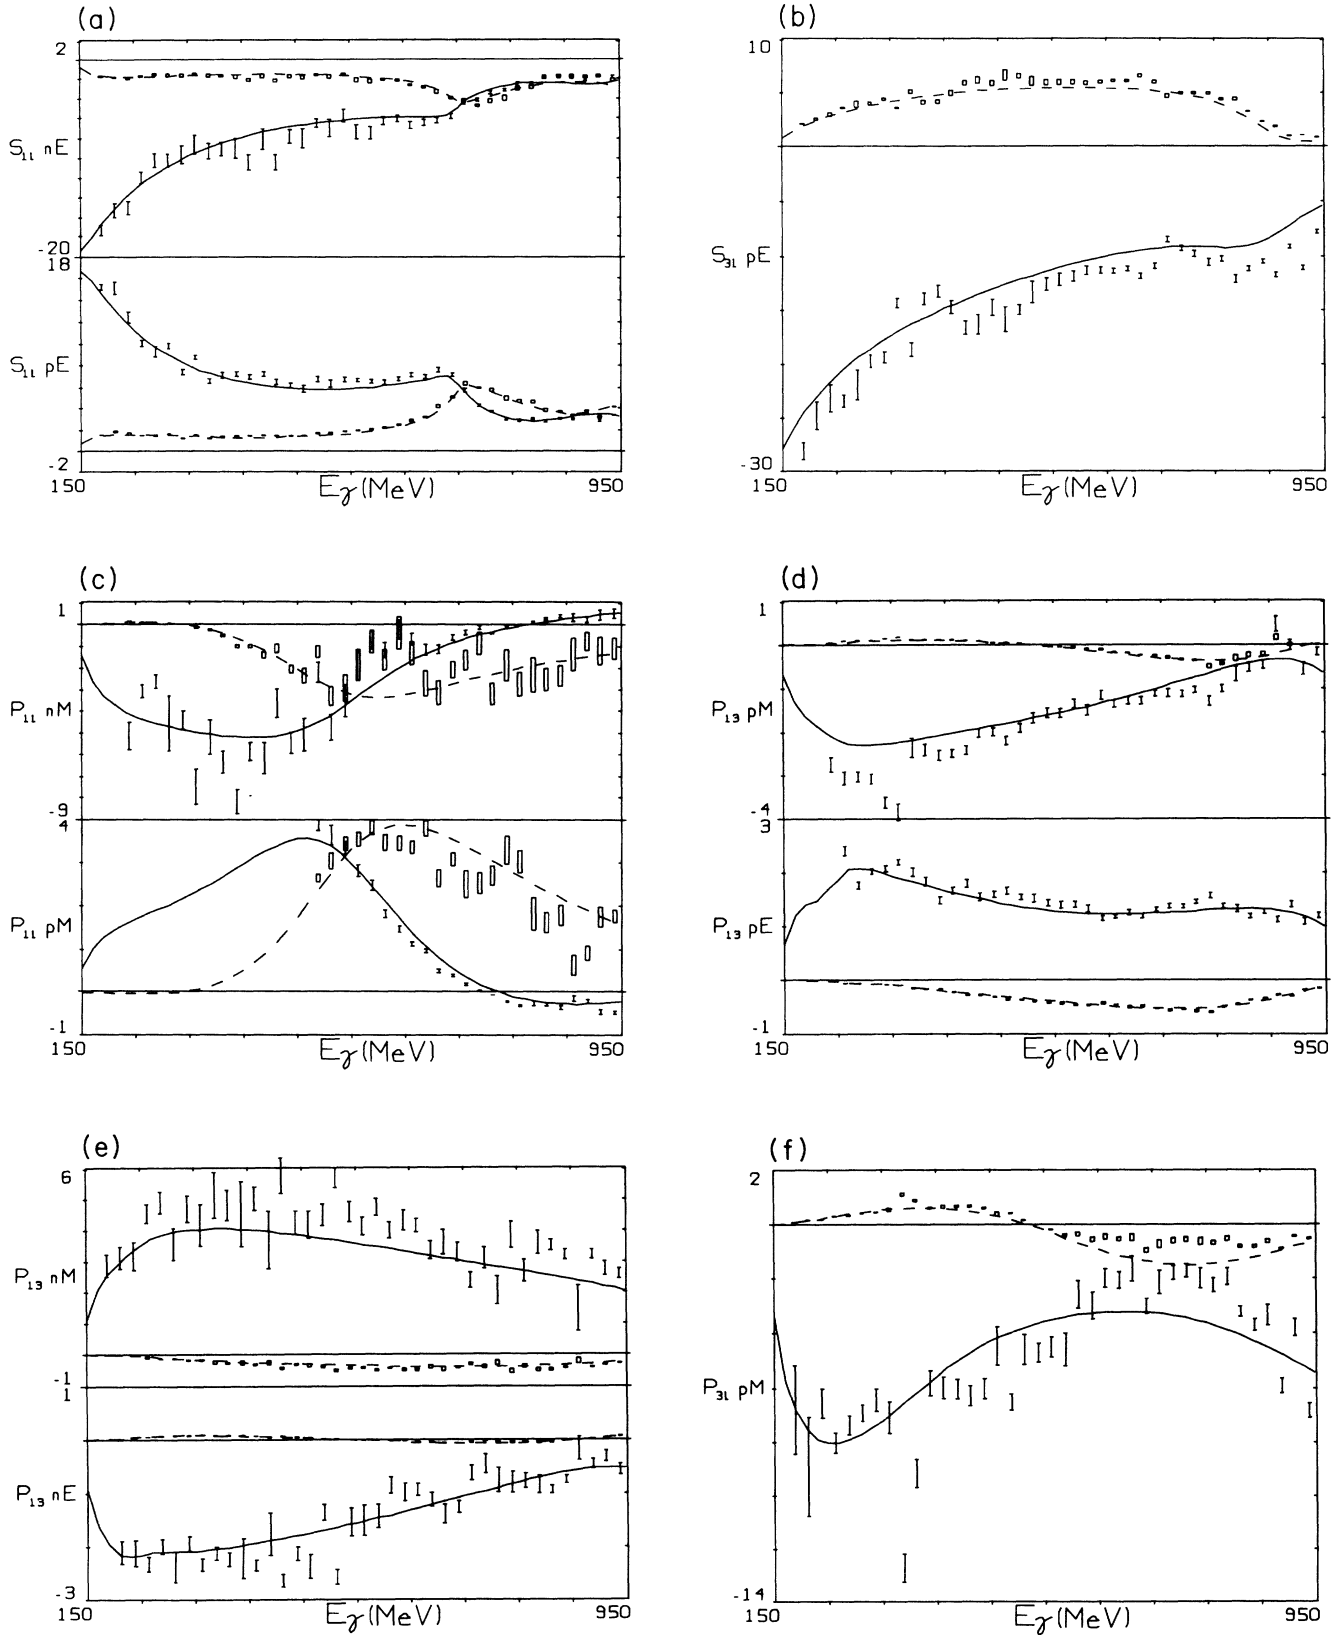 (a)
2
S₁₁ nE
-20
18
S₁₁ pE
-2
150 Eγ(MeV) 950
(b)
10
S₃₁ pE
-30
150 Eγ(MeV) 950
(c)
1
P₁₁ nM
-9
4
P₁₁ pM
-1
150 Eγ(MeV) 950
(d)
1
P₁₃ pM
-4
3
P₁₃ pE
-1
150 Eγ(MeV) 950
(e)
6
P₁₃ nM
-1
1
P₁₃ nE
-3
150 Eγ(MeV) 950
(f)
2
P₃₁ pM
-14
150 Eγ(MeV) 950